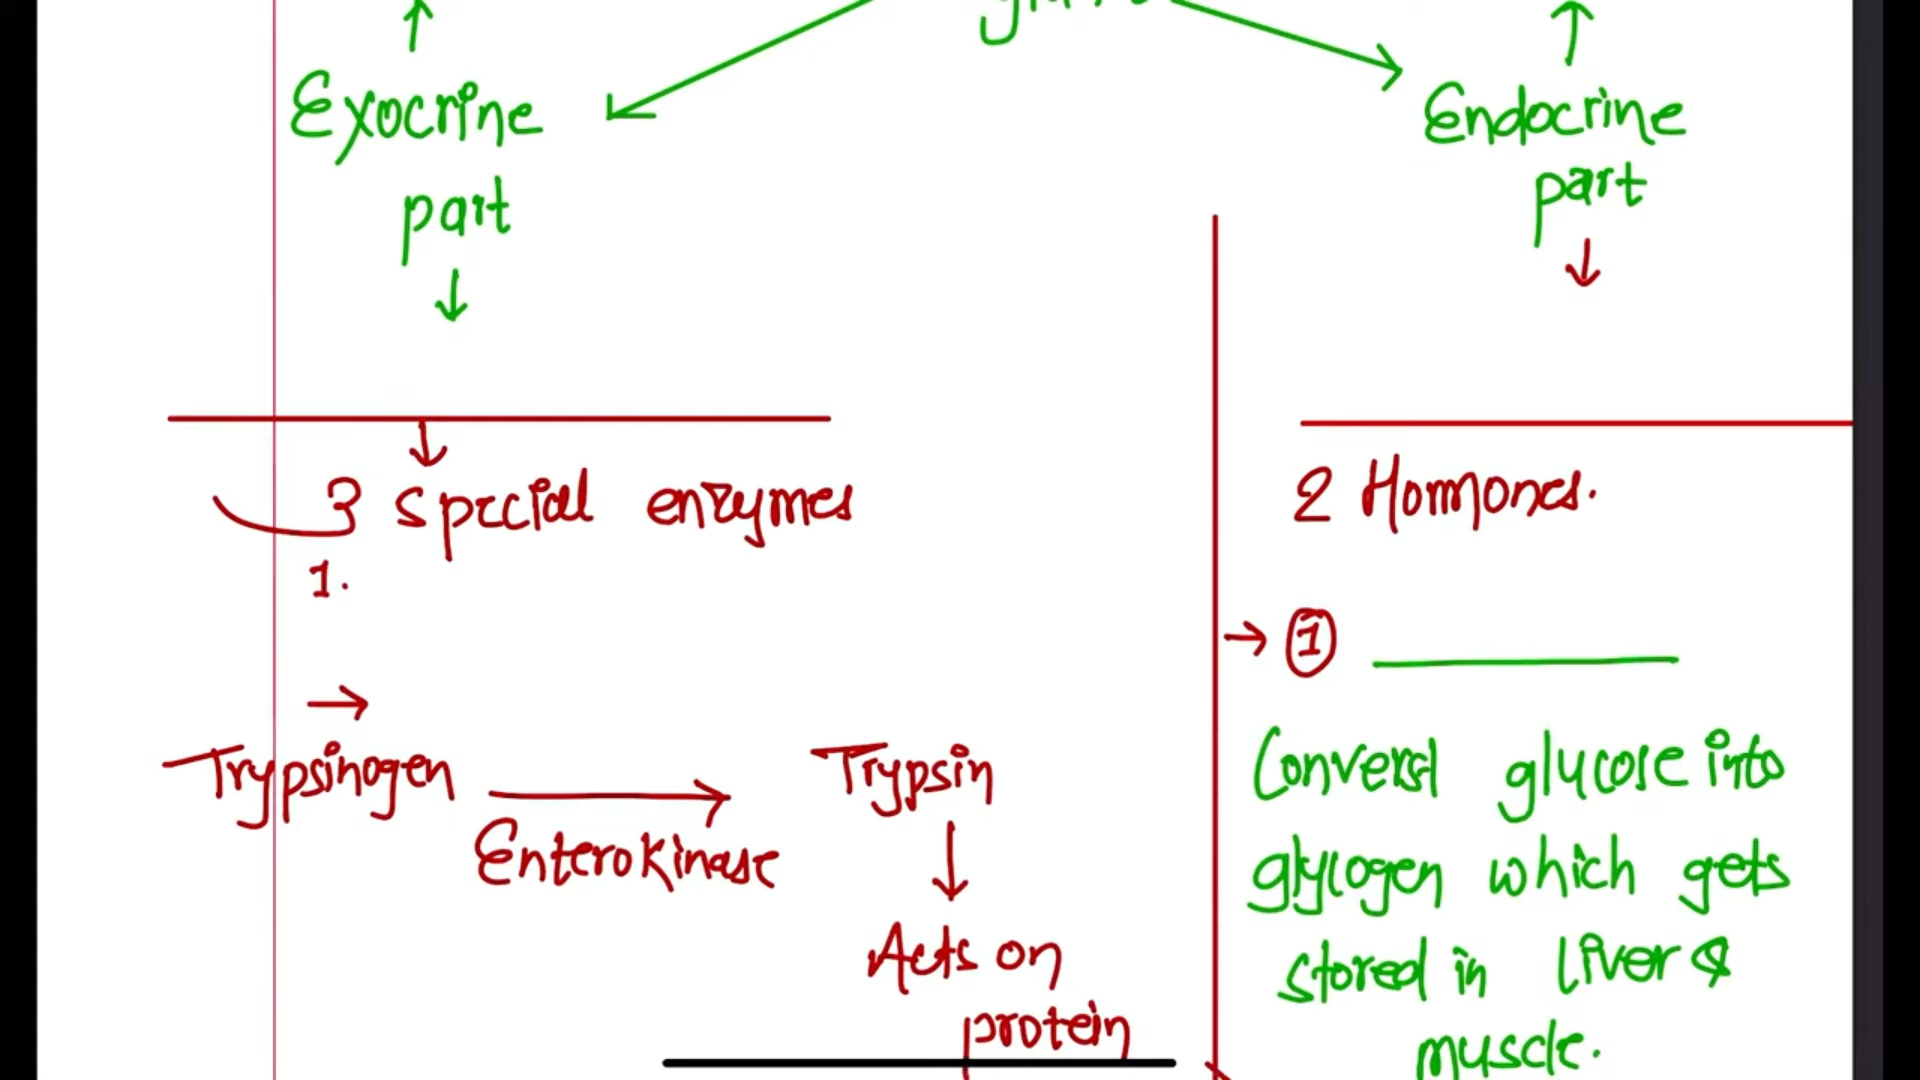 Exocrine
part
3 special enzymes
1.
Trypsinogen
Enterokinase
Trypsin
Acts on
protein
Endocrine
part
2 Hormones.
1
Convers glucose into
glycogen which gets
stored in liver &
muscle.